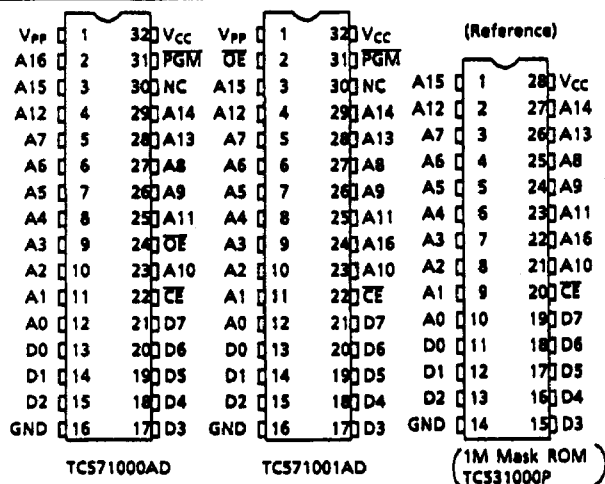 VPP 1 32 VCC
A16 2 31 PGM
A15 3 30 NC
A12 4 29 A14
A7 5 28 A13
A6 6 27 A8
A5 7 26 A9
A4 8 25 A11
A3 9 24 OE
A2 10 23 A10
A1 11 22 CE
A0 12 21 D7
D0 13 20 D6
D1 14 19 D5
D2 15 18 D4
GND 16 17 D3
TC571000AD
VPP 1 32 VCC
OE 2 31 PGM
A15 3 30 NC
A12 4 29 A14
A7 5 28 A13
A6 6 27 A8
A5 7 26 A9
A4 8 25 A11
A3 9 24 A16
A2 10 23 A10
A1 11 22 CE
A0 12 21 D7
D0 13 20 D6
D1 14 19 D5
D2 15 18 D4
GND 16 17 D3
TC571001AD
(Reference)
A15 1 28 VCC
A12 2 27 A14
A7 3 26 A13
A6 4 25 A8
A5 5 24 A9
A4 6 23 A11
A3 7 22 A16
A2 8 21 A10
A1 9 20 CE
A0 10 19 D7
D0 11 18 D6
D1 12 17 D5
D2 13 16 D4
GND 14 15 D3
(1M Mask ROM
TC531000P)